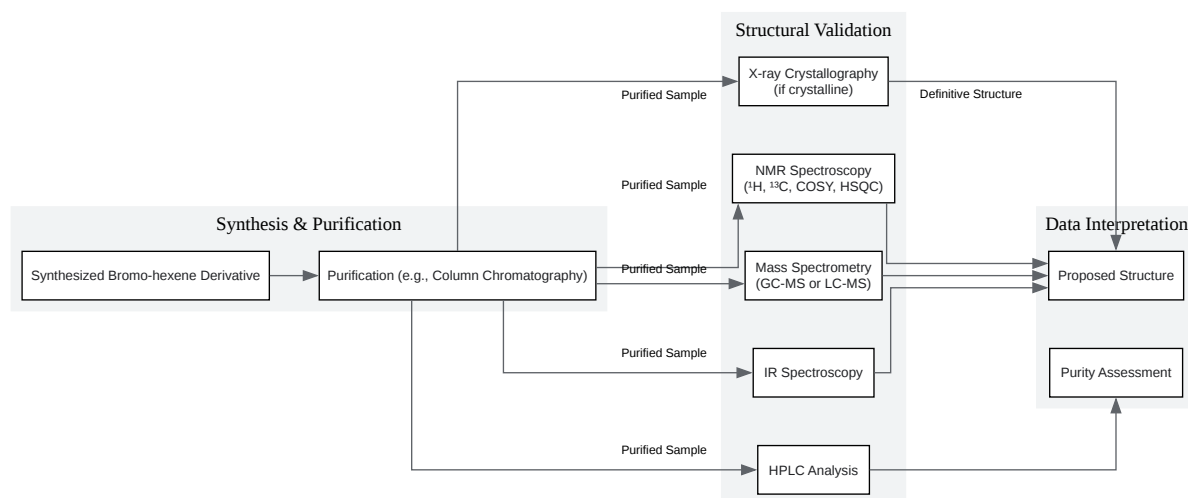 Structural Validation
X-ray Crystallography
(if crystalline)
Purified Sample
Definitive Structure
NMR Spectroscopy
(¹H, ¹³C, COSY, HSQC)
Purified Sample
Synthesis & Purification
Data Interpretation
Synthesized Bromo-hexene Derivative
Purification (e.g., Column Chromatography)
Purified Sample
Mass Spectrometry
(GC-MS or LC-MS)
Proposed Structure
Purified Sample
IR Spectroscopy
Purity Assessment
Purified Sample
HPLC Analysis